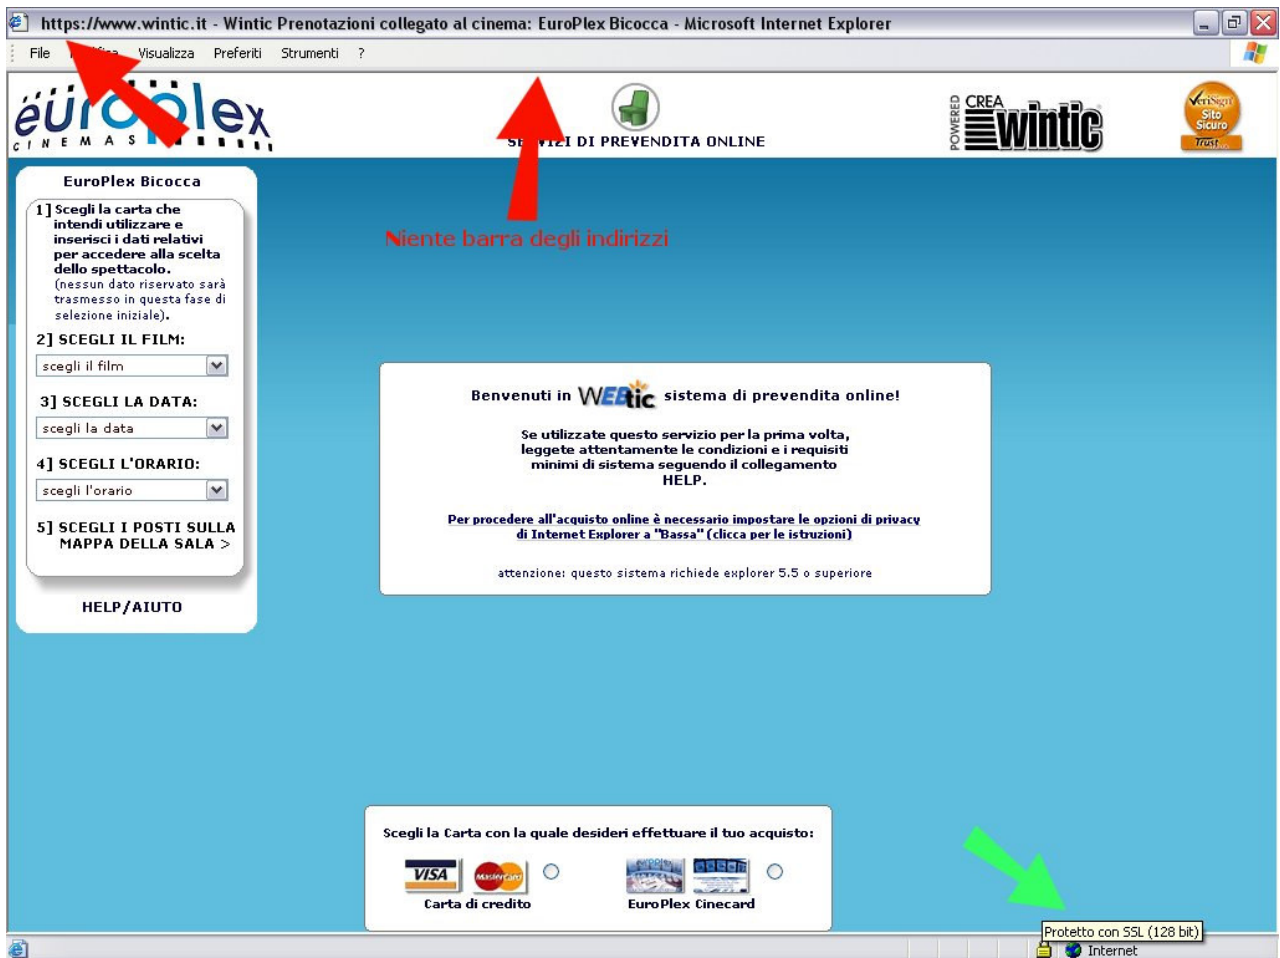 https://www.wintic.it - Wintic Prenotazioni collegato al cinema: EuroPlex Bicocca - Microsoft Internet Explorer
File Visualizza Preferiti Strumenti ?
europlex
CINEMAS
SERVIZI DI PREVENDITA ONLINE
POWERED
CREA
wintic
VeriSign
Sito
Sicuro
Trust
EuroPlex Bicocca
1] Scegli la carta che
intendi utilizzare e
inserisci i dati relativi
per accedere alla scelta
dello spettacolo.
(nessun dato riservato sarà
trasmesso in questa fase di
selezione iniziale).
2] SCEGLI IL FILM:
scegli il film
3] SCEGLI LA DATA:
scegli la data
4] SCEGLI L'ORARIO:
scegli l'orario
5] SCEGLI I POSTI SULLA
MAPPA DELLA SALA >
HELP/AIUTO
Niente barra degli indirizzi
Benvenuti in WEBtic sistema di prevendita online!
Se utilizzate questo servizio per la prima volta,
leggete attentamente le condizioni e i requisiti
minimi di sistema seguendo il collegamento
HELP.
Per procedere all'acquisto online è necessario impostare le opzioni di privacy
di Internet Explorer a "Bassa" (clicca per le istruzioni)
attenzione: questo sistema richiede explorer 5.5 o superiore
Scegli la Carta con la quale desideri effettuare il tuo acquisto:
VISA MasterCard
Carta di credito
EuroPlex Cinecard
Protetto con SSL (128 bit)
Internet